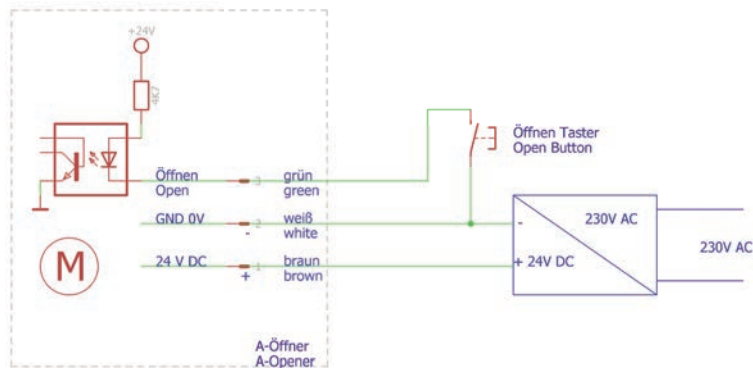 +24V
4K7
Öffnen
Open
3
grün
green
Öffnen Taster
Open Button
GND 0V
2
-
weiß
white
-
230V AC
230V AC
24 V DC
1
+
braun
brown
+ 24V DC
M
A-Öffner
A-Opener